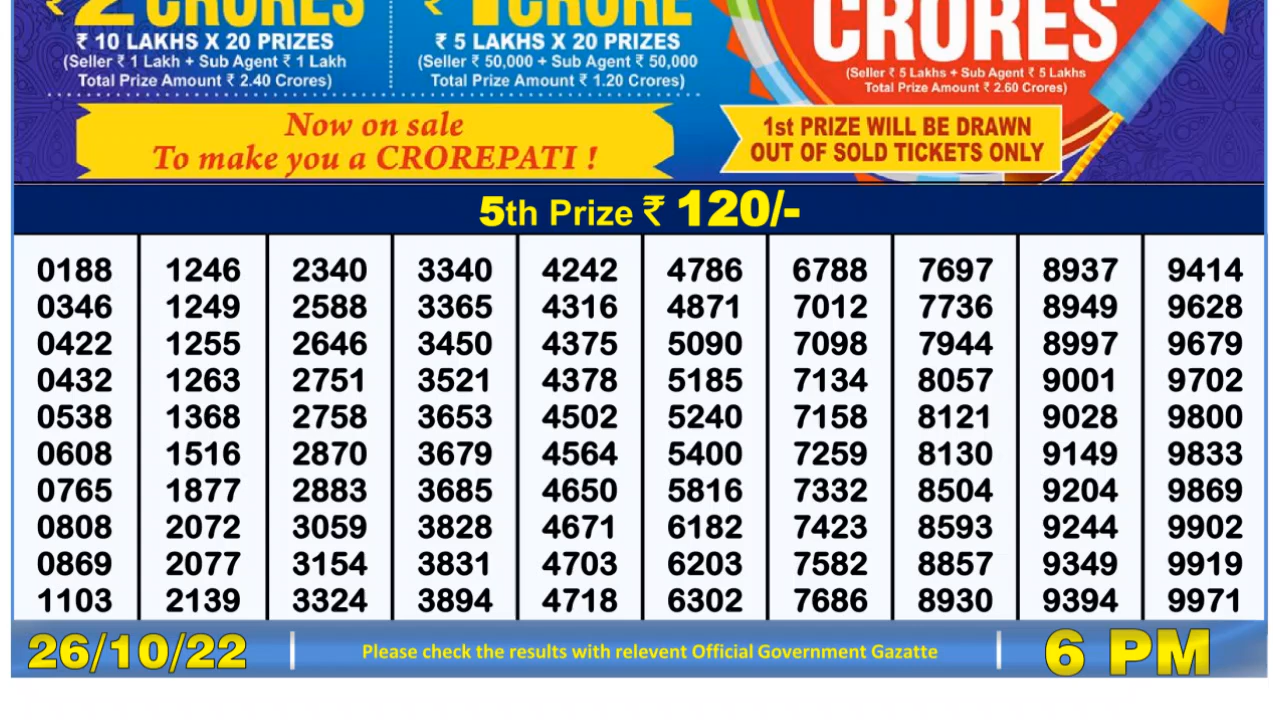 ₹2 CRORES
₹ 10 LAKHS X 20 PRIZES
(Seller ₹ 1 Lakh + Sub Agent ₹ 1 Lakh
Total Prize Amount ₹ 2.40 Crores)
₹1 CRORE
₹ 5 LAKHS X 20 PRIZES
(Seller ₹ 50,000 + Sub Agent ₹ 50,000
Total Prize Amount ₹ 1.20 Crores)
CRORES
(Seller ₹ 5 Lakhs + Sub Agent ₹ 5 Lakhs
Total Prize Amount ₹ 2.60 Crores)
Now on sale
To make you a CROREPATI !
1st PRIZE WILL BE DRAWN
OUT OF SOLD TICKETS ONLY
5th Prize ₹ 120/-
0188 1246 2340 3340 4242 4786 6788 7697 8937 9414
0346 1249 2588 3365 4316 4871 7012 7736 8949 9628
0422 1255 2646 3450 4375 5090 7098 7944 8997 9679
0432 1263 2751 3521 4378 5185 7134 8057 9001 9702
0538 1368 2758 3653 4502 5240 7158 8121 9028 9800
0608 1516 2870 3679 4564 5400 7259 8130 9149 9833
0765 1877 2883 3685 4650 5816 7332 8504 9204 9869
0808 2072 3059 3828 4671 6182 7423 8593 9244 9902
0869 2077 3154 3831 4703 6203 7582 8857 9349 9919
1103 2139 3324 3894 4718 6302 7686 8930 9394 9971
26/10/22 | Please check the results with relevent Official Government Gazatte | 6 PM